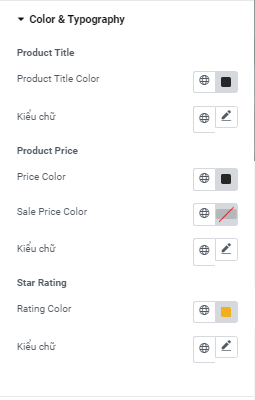 Color & Typography
Product Title
Product Title Color
Kiểu chữ
Product Price
Price Color
Sale Price Color
Kiểu chữ
Star Rating
Rating Color
Kiểu chữ